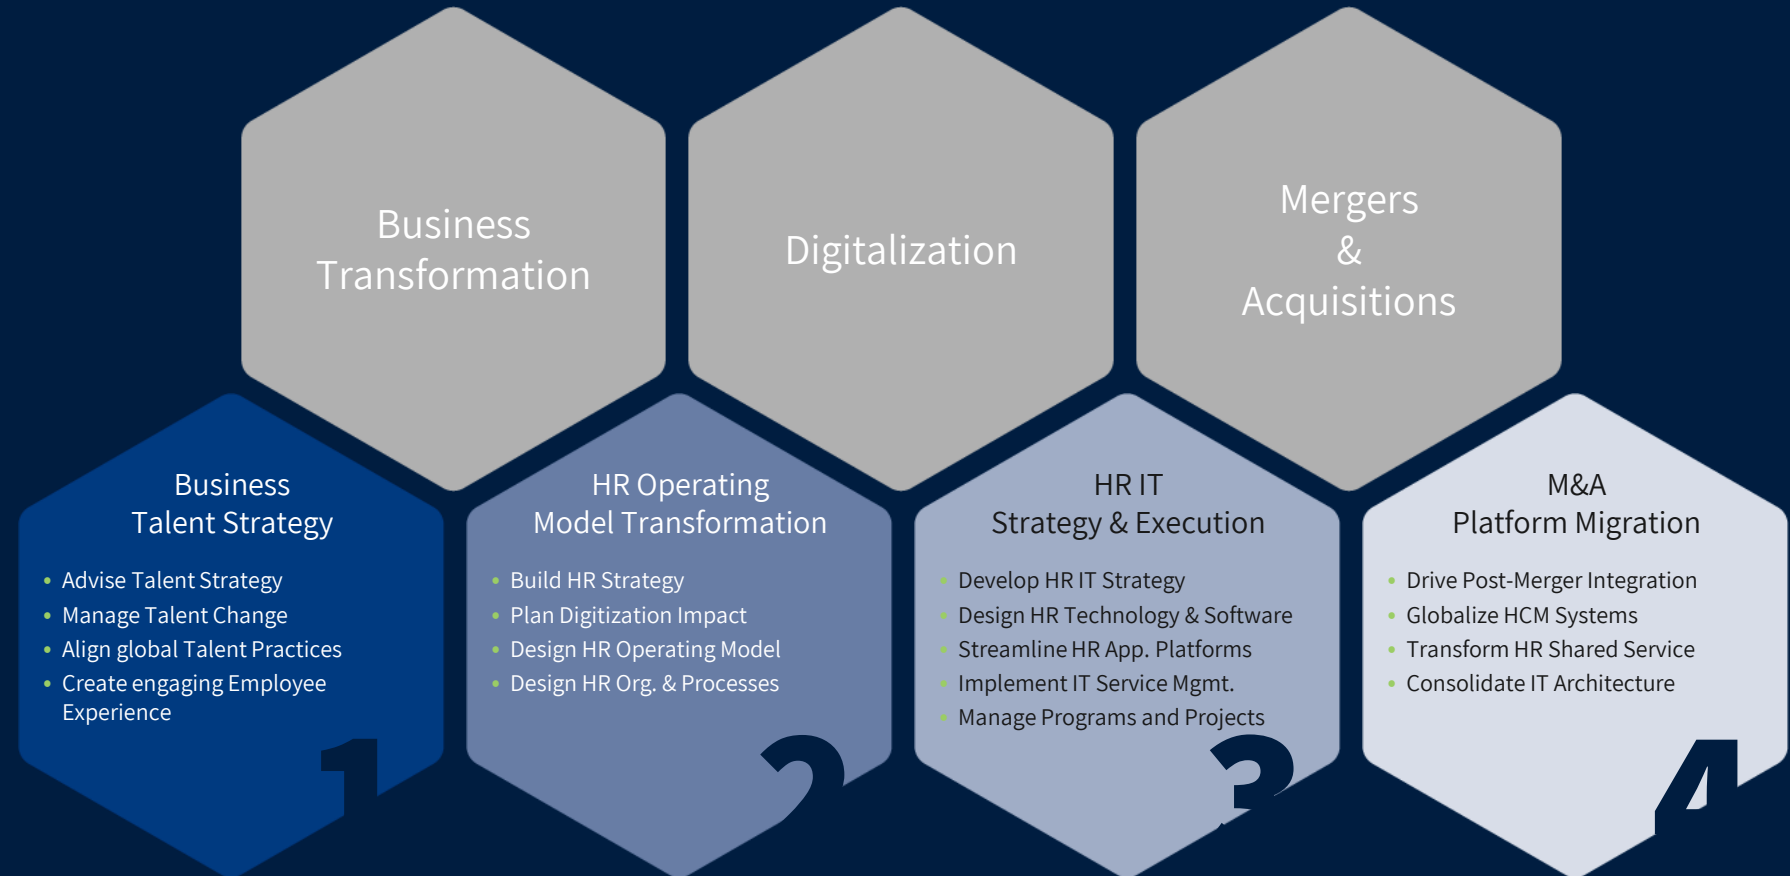 Business
Transformation
Digitalization
Mergers
&
Acquisitions
Business
Talent Strategy
• Advise Talent Strategy
• Manage Talent Change
• Align global Talent Practices
• Create engaging Employee
Experience
1
HR Operating
Model Transformation
• Build HR Strategy
• Plan Digitization Impact
• Design HR Operating Model
• Design HR Org. & Processes
2
HR IT
Strategy & Execution
• Develop HR IT Strategy
• Design HR Technology & Software
• Streamline HR App. Platforms
• Implement IT Service Mgmt.
• Manage Programs and Projects
3
M&A
Platform Migration
• Drive Post-Merger Integration
• Globalize HCM Systems
• Transform HR Shared Service
• Consolidate IT Architecture
4